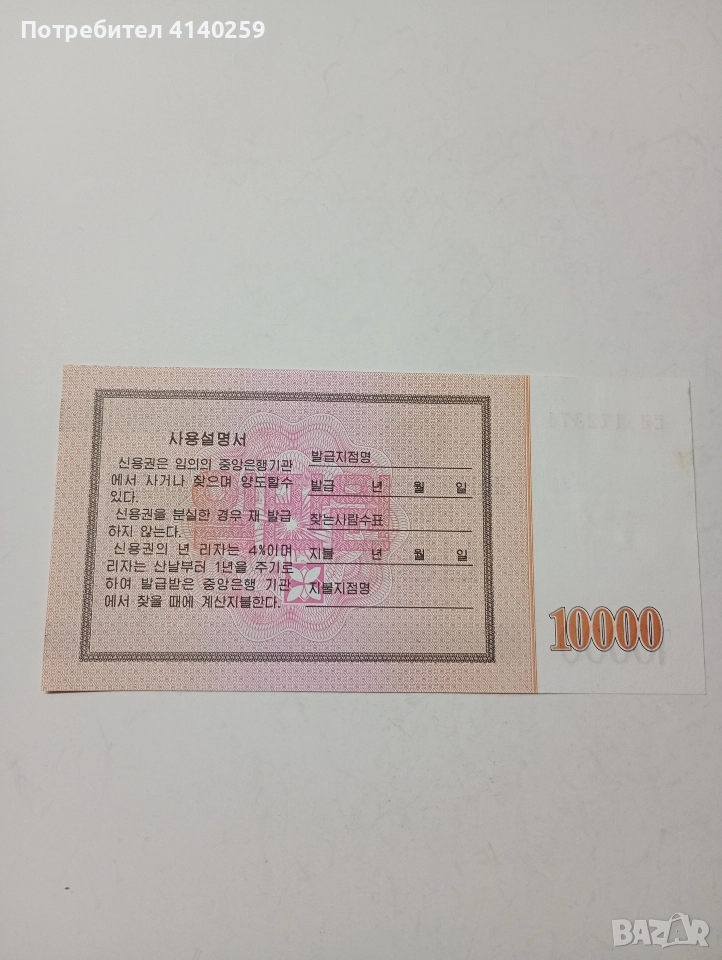 Потребител 4140259
사용설명서
신용권은 임의의 중앙은행기관
에서 사거나 찾으며 양도할수
있다.
신용권을 분실한 경우 재 발급
하지 않는다.
신용권의 년 리자는 4%이며
리자는 산날부터 1년을 주기로
하여 발급받은 중앙은행 기관
에서 찾을 때에 계산지불한다.
발급지점명
발급 년 월 일
찾는사람수표
지불 년 월 일
지불지점명
10000
BAZAR